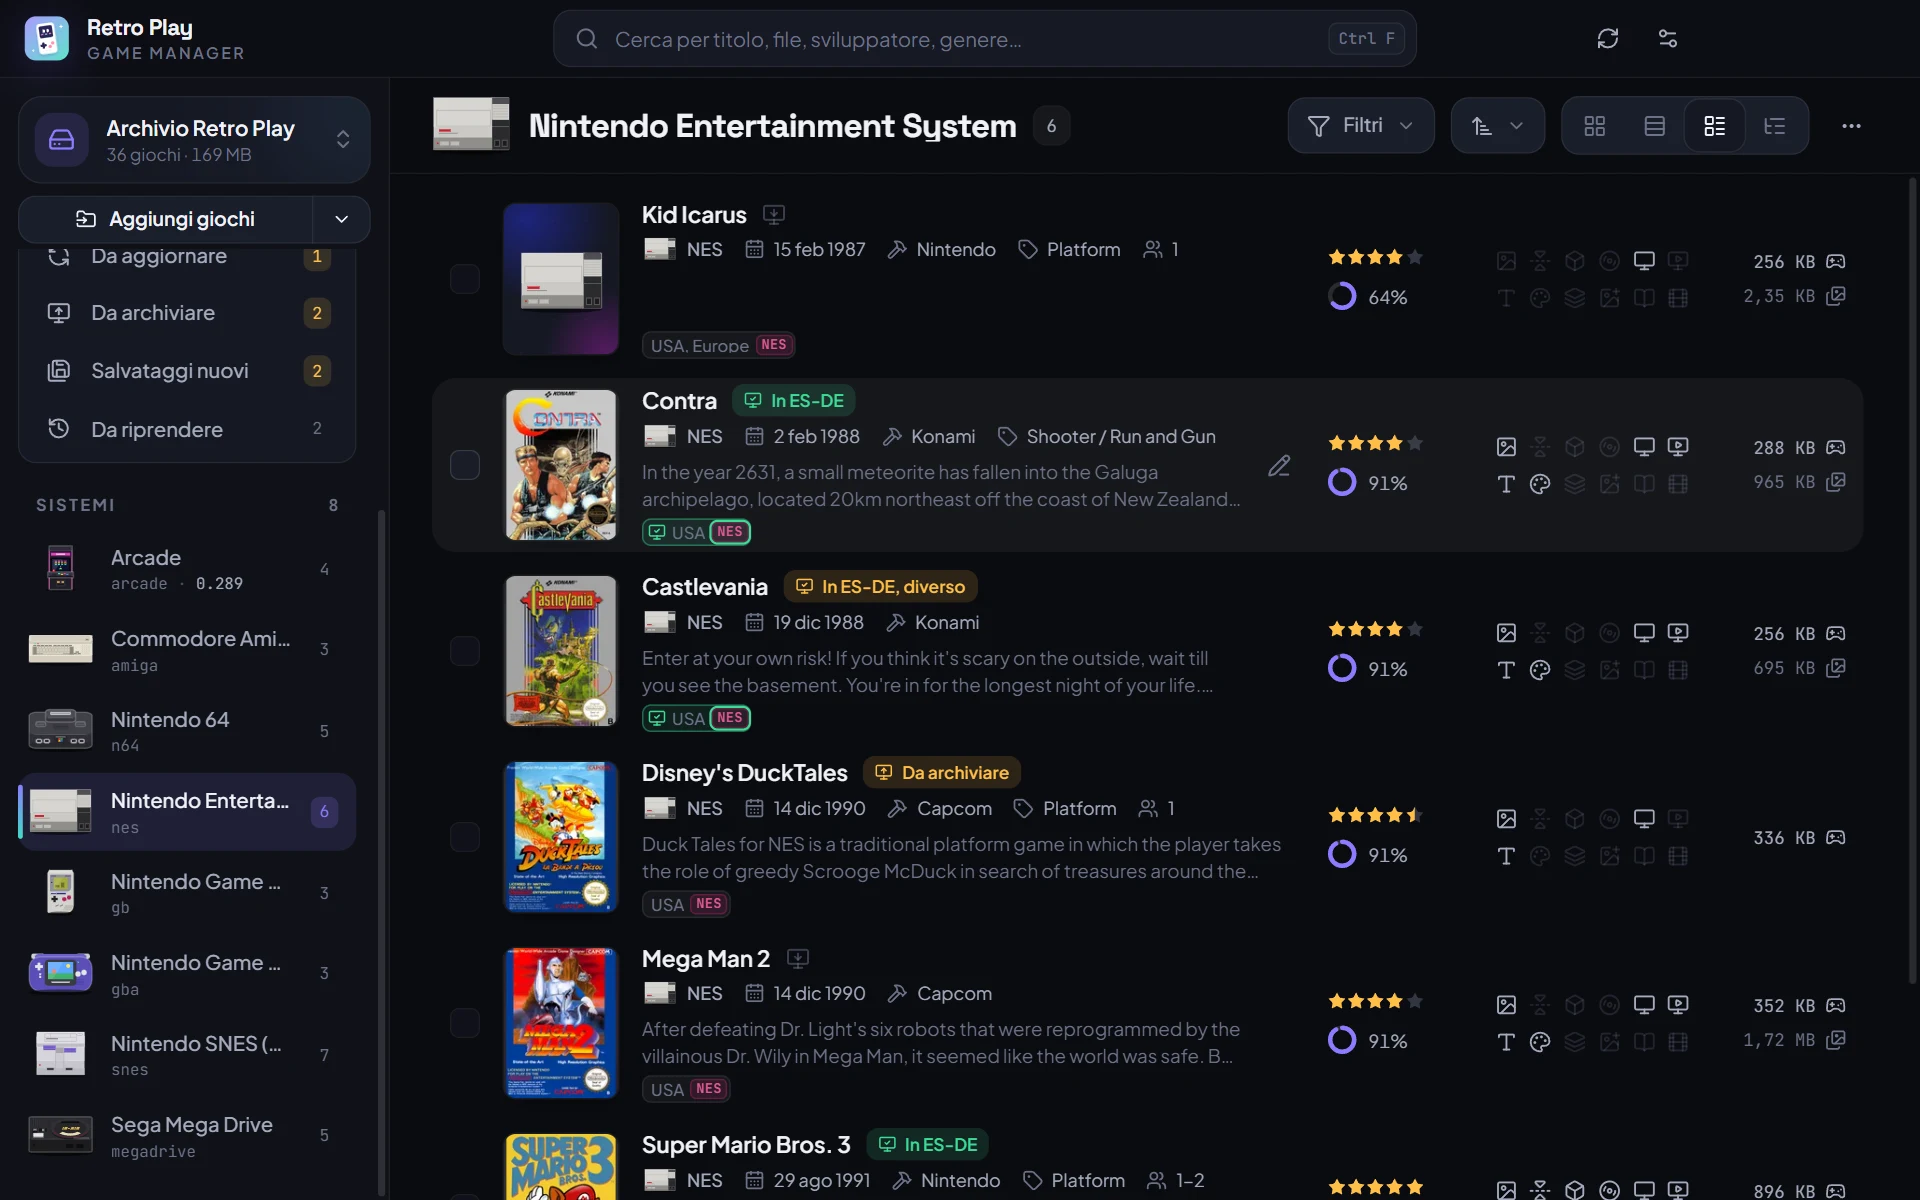 Retro Play
GAME MANAGER
Cerca per titolo, file, sviluppatore, genere...
Ctrl F
Archivio Retro Play
36 giochi · 169 MB
Aggiungi giochi
Da aggiornare 1
Da archiviare 2
Salvataggi nuovi 2
Da riprendere 2
SISTEMI 8
Arcade
arcade · 0.289
4
Commodore Ami...
amiga
3
Nintendo 64
n64
5
Nintendo Enterta...
nes
6
Nintendo Game ...
gb
3
Nintendo Game ...
gba
3
Nintendo SNES (...
snes
7
Sega Mega Drive
megadrive
5
Nintendo Entertainment System 6
Filtri
Kid Icarus
NES 15 feb 1987 Nintendo Platform 1
64%
256 KB
2,35 KB
USA, Europe NES
KONAMI
CONTRA
Contra In ES-DE
NES 2 feb 1988 Konami Shooter / Run and Gun
In the year 2631, a small meteorite has fallen into the Galuga
archipelago, located 20km northeast off the coast of New Zealand...
USA NES
91%
288 KB
965 KB
KONAMI
Castlevania
Castlevania In ES-DE, diverso
NES 19 dic 1988 Konami
Enter at your own risk! If you think it's scary on the outside, wait till
you see the basement. You're in for the longest night of your life....
USA NES
91%
256 KB
695 KB
DUCKTALES
Disney's DuckTales Da archiviare
NES 14 dic 1990 Capcom Platform 1
Duck Tales for NES is a traditional platform game in which the player takes
the role of greedy Scrooge McDuck in search of treasures around the...
USA NES
91%
336 KB
CAPCOM
MEGA MAN 2
Mega Man 2
NES 14 dic 1990 Capcom
After defeating Dr. Light's six robots that were reprogrammed by the
villainous Dr. Wily in Mega Man, it seemed like the world was safe. B...
USA NES
91%
352 KB
1,72 MB
SUPER
MARIO BROS. 3
Super Mario Bros. 3 In ES-DE
NES 29 ago 1991 Nintendo Platform 1-2
896 KB